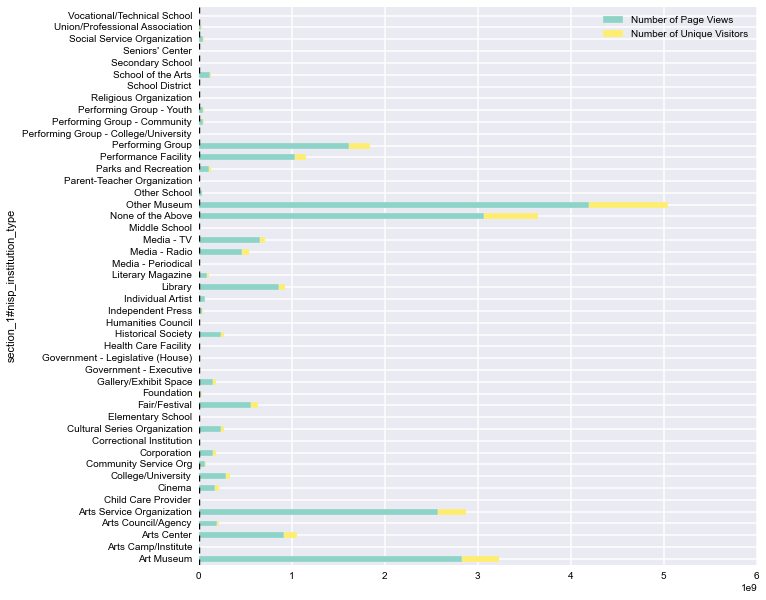 Number of Page Views
Number of Unique Visitors
Vocational/Technical School
Union/Professional Association
Social Service Organization
Seniors' Center
Secondary School
School of the Arts
School District
Religious Organization
Performing Group - Youth
Performing Group - Community
Performing Group - College/University
Performing Group
Performance Facility
Parks and Recreation
Parent-Teacher Organization
Other School
Other Museum
None of the Above
Middle School
Media - TV
Media - Radio
Media - Periodical
Literary Magazine
Library
Individual Artist
Independent Press
Humanities Council
Historical Society
Health Care Facility
Government - Legislative (House)
Government - Executive
Gallery/Exhibit Space
Foundation
Fair/Festival
Elementary School
Cultural Series Organization
Correctional Institution
Corporation
Community Service Org
College/University
Cinema
Child Care Provider
Arts Service Organization
Arts Council/Agency
Arts Center
Arts Camp/Institute
Art Museum
section_1#nisp_institution_type
0 1 2 3 4 5 6
1e9